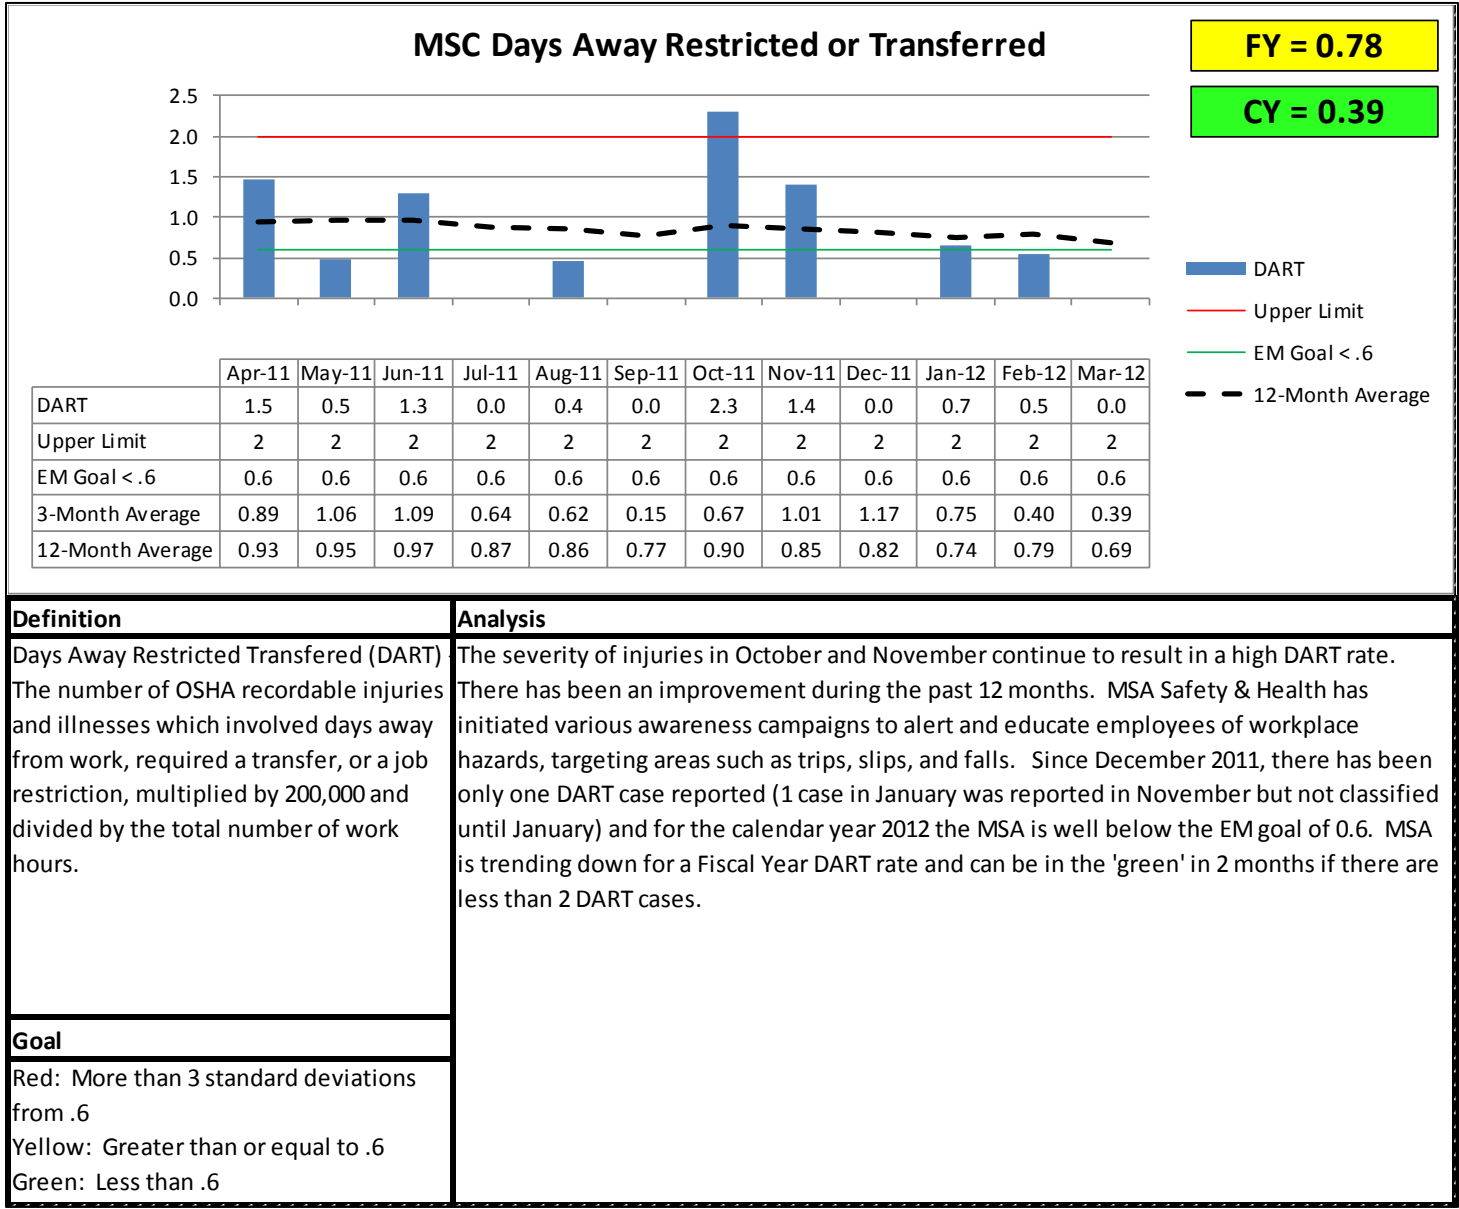 MSC Days Away Restricted or Transferred
FY = 0.78
CY = 0.39
2.5
2.0
1.5
1.0
0.5
0.0
DART
Upper Limit
EM Goal < .6
12-Month Average
Apr-11 May-11 Jun-11 Jul-11 Aug-11 Sep-11 Oct-11 Nov-11 Dec-11 Jan-12 Feb-12 Mar-12
DART 1.5 0.5 1.3 0.0 0.4 0.0 2.3 1.4 0.0 0.7 0.5 0.0
Upper Limit 2 2 2 2 2 2 2 2 2 2 2 2
EM Goal < .6 0.6 0.6 0.6 0.6 0.6 0.6 0.6 0.6 0.6 0.6 0.6 0.6
3-Month Average 0.89 1.06 1.09 0.64 0.62 0.15 0.67 1.01 1.17 0.75 0.40 0.39
12-Month Average 0.93 0.95 0.97 0.87 0.86 0.77 0.90 0.85 0.82 0.74 0.79 0.69
Definition
Days Away Restricted Transfered (DART) -
The number of OSHA recordable injuries
and illnesses which involved days away
from work, required a transfer, or a job
restriction, multiplied by 200,000 and
divided by the total number of work
hours.
Goal
Red: More than 3 standard deviations
from .6
Yellow: Greater than or equal to .6
Green: Less than .6
Analysis
The severity of injuries in October and November continue to result in a high DART rate.
There has been an improvement during the past 12 months. MSA Safety & Health has
initiated various awareness campaigns to alert and educate employees of workplace
hazards, targeting areas such as trips, slips, and falls. Since December 2011, there has been
only one DART case reported (1 case in January was reported in November but not classified
until January) and for the calendar year 2012 the MSA is well below the EM goal of 0.6. MSA
is trending down for a Fiscal Year DART rate and can be in the 'green' in 2 months if there are
less than 2 DART cases.